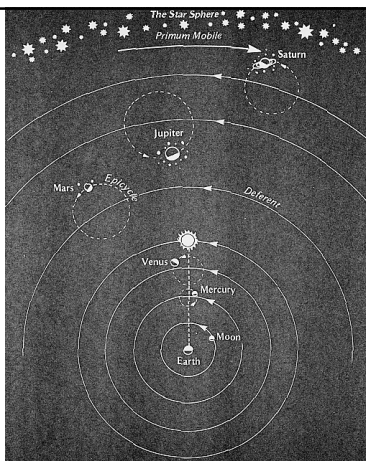 The Star Sphere
Primum Mobile
Saturn
Jupiter
Mars
Epicycle
Deferent
Venus
Mercury
Moon
Earth